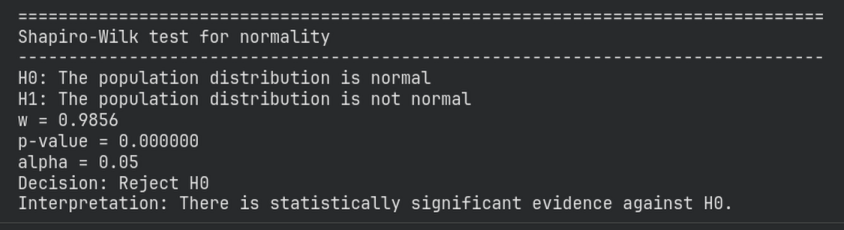 ================================================================================
Shapiro-Wilk test for normality
--------------------------------------------------------------------------------
H0: The population distribution is normal
H1: The population distribution is not normal
w = 0.9856
p-value = 0.000000
alpha = 0.05
Decision: Reject H0
Interpretation: There is statistically significant evidence against H0.